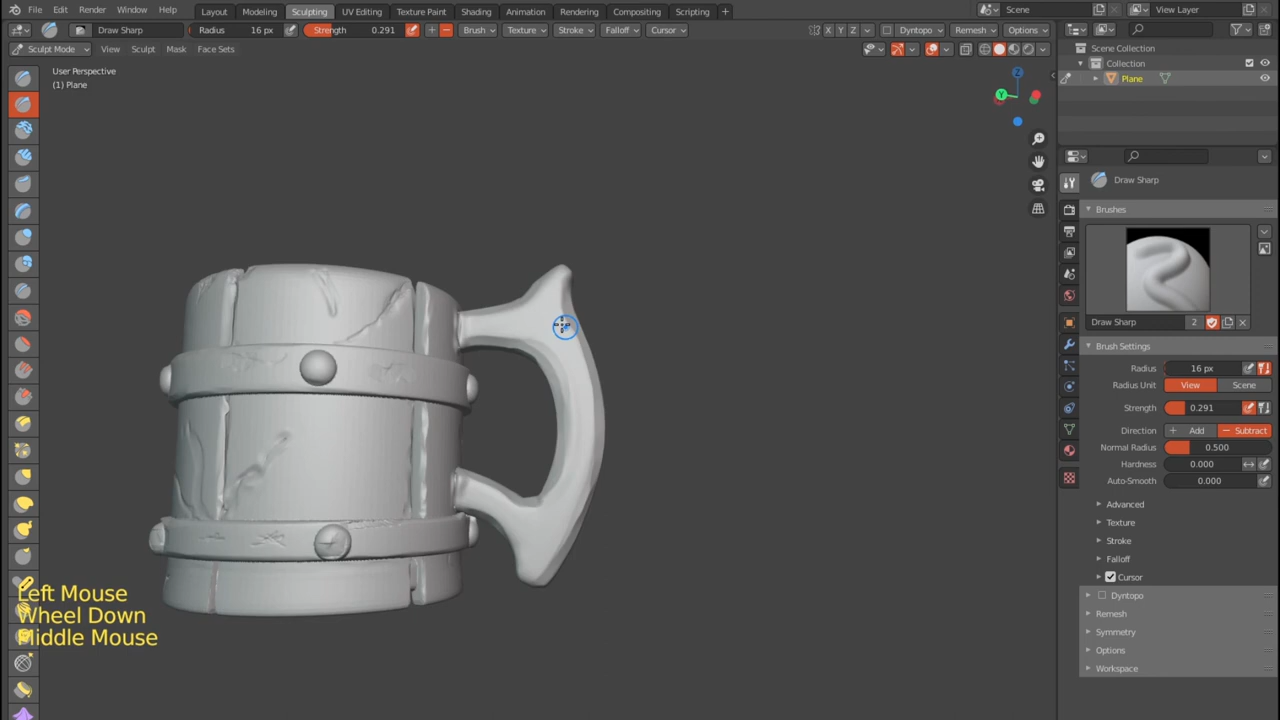 File Edit Render Window Help Layout Modeling Sculpting UV Editing Texture Paint Shading Animation Rendering Compositing Scripting + Scene View Layer
Draw Sharp Radius 16 px Strength 0.291 + − Brush Texture Stroke Falloff Cursor X Y Z Dyntopo Remesh Options
Sculpt Mode View Sculpt Mask Face Sets
User Perspective
(1) Plane
Z
Y
Scene Collection
Collection
Plane
Draw Sharp
Brushes
Draw Sharp 2
Brush Settings
Radius 16 px
Radius Unit View Scene
Strength 0.291
Direction + Add − Subtract
Normal Radius 0.500
Hardness 0.000
Auto-Smooth 0.000
Advanced
Texture
Stroke
Falloff
Cursor
Dyntopo
Remesh
Symmetry
Options
Workspace
Left Mouse
Wheel Down
Middle Mouse